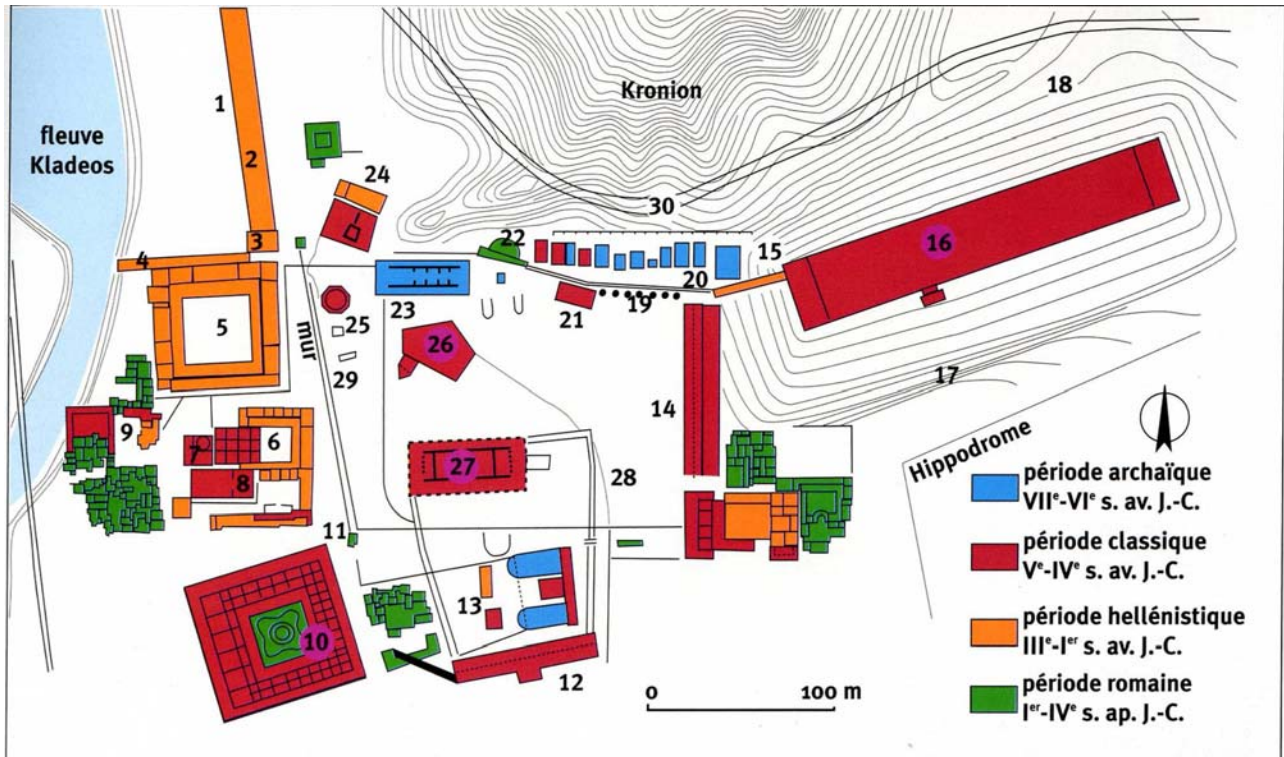 1
fleuve
Kladeos
2
3
4
5
mur
24
Kronion
30
18
15
16
17
22
20
19
21
23
25
26
29
14
9
7
6
8
27
28
11
10
13
12
Hippodrome
période archaïque
VIIe-VIe s. av. J.-C.
période classique
Ve-IVe s. av. J.-C.
période hellénistique
IIIe-Ier s. av. J.-C.
période romaine
Ier-IVe s. ap. J.-C.
0 100 m